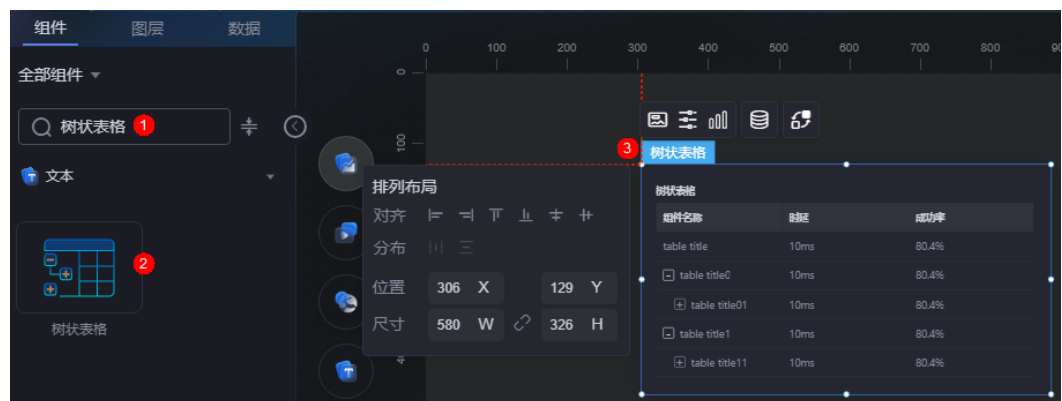 组件 图层 数据
全部组件
树状表格 1
文本
2
树状表格
0 100 200 300 400 500 600 700 800 90
0
100
3 树状表格
排列布局
对齐
分布
位置 306 X 129 Y
尺寸 580 W 326 H
树状表格
组件名称 时延 成功率
table title 10ms 80.4%
table title0 10ms 80.4%
table title01 10ms 80.4%
table title1 10ms 80.4%
table title11 10ms 80.4%